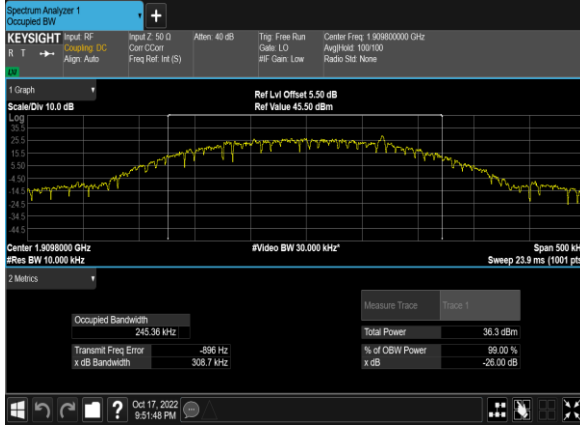 Spectrum Analyzer 1
Occupied BW
+
KEYSIGHT
R T
Input: RF
Coupling: DC
Align: Auto
Input Z: 50 Ω
Corr CCorr
Freq Ref: Int (S)
Atten: 40 dB
Trig: Free Run
Gate: LO
#IF Gain: Low
Center Freq: 1.909800000 GHz
Avg|Hold: 100/100
Radio Std: None
1 Graph
Scale/Div 10.0 dB
Ref Lvl Offset 5.50 dB
Ref Value 45.50 dBm
Log
35.5
25.5
15.5
5.50
-4.50
-14.5
-24.5
-34.5
-44.5
Center 1.9098000 GHz
#Res BW 10.000 kHz
#Video BW 30.000 kHz*
Span 500 kH
Sweep 23.9 ms (1001 pts
2 Metrics
Measure Trace Trace 1
Occupied Bandwidth
245.36 kHz
Total Power 36.3 dBm
Transmit Freq Error -896 Hz
% of OBW Power 99.00 %
x dB Bandwidth 308.7 kHz
x dB -26.00 dB
?
Oct 17, 2022
9:51:48 PM